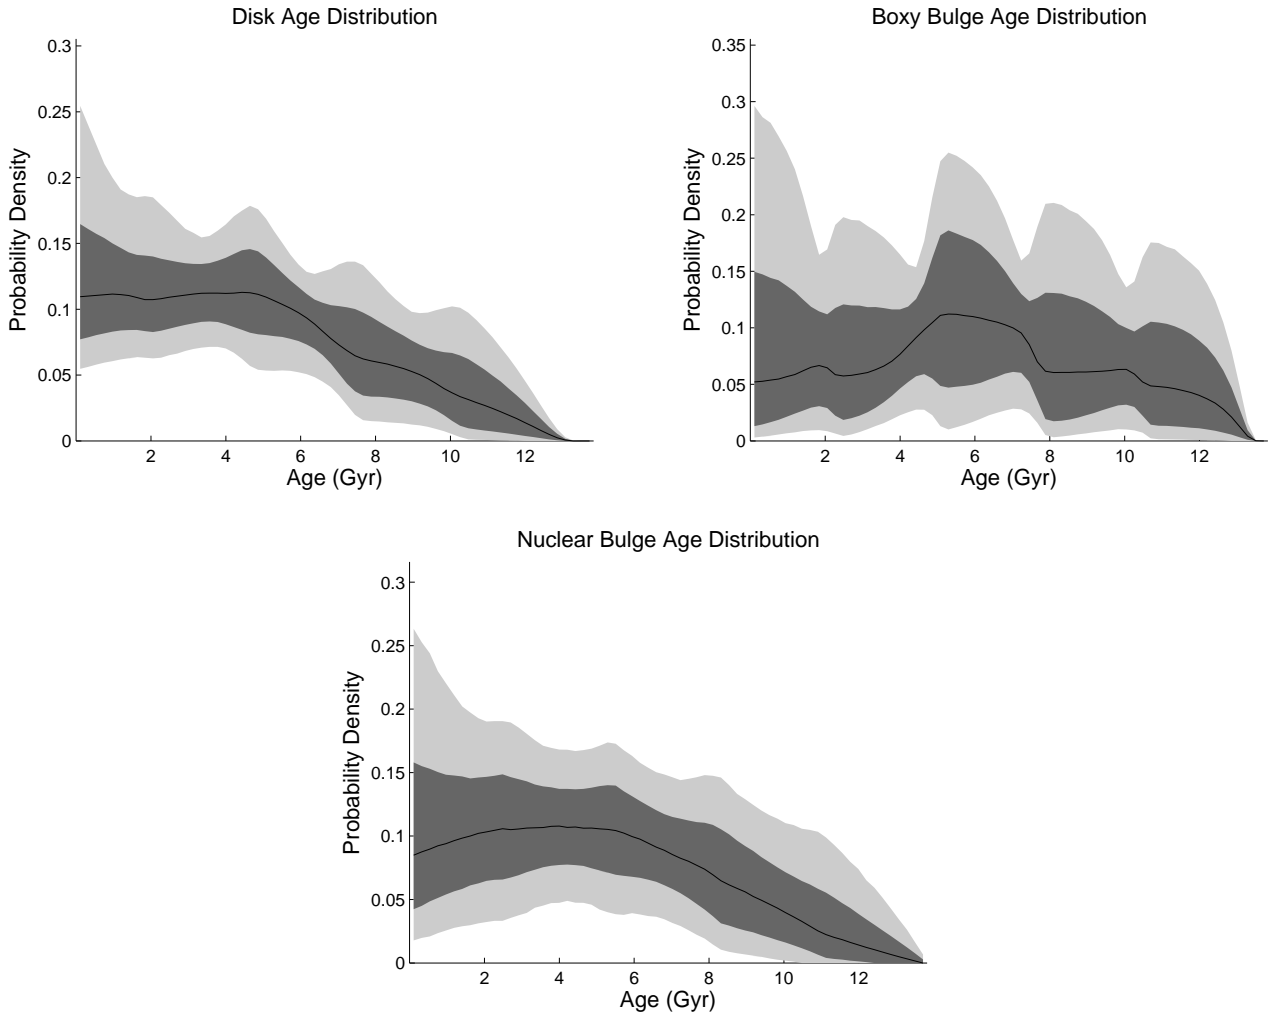 Disk Age Distribution
0.3
0.25
0.2
0.15
0.1
0.05
0
Probability Density
2 4 6 8 10 12
Age (Gyr)
Boxy Bulge Age Distribution
0.35
0.3
0.25
0.2
0.15
0.1
0.05
0
Probability Density
2 4 6 8 10 12
Age (Gyr)
Nuclear Bulge Age Distribution
0.3
0.25
0.2
0.15
0.1
0.05
0
Probability Density
2 4 6 8 10 12
Age (Gyr)